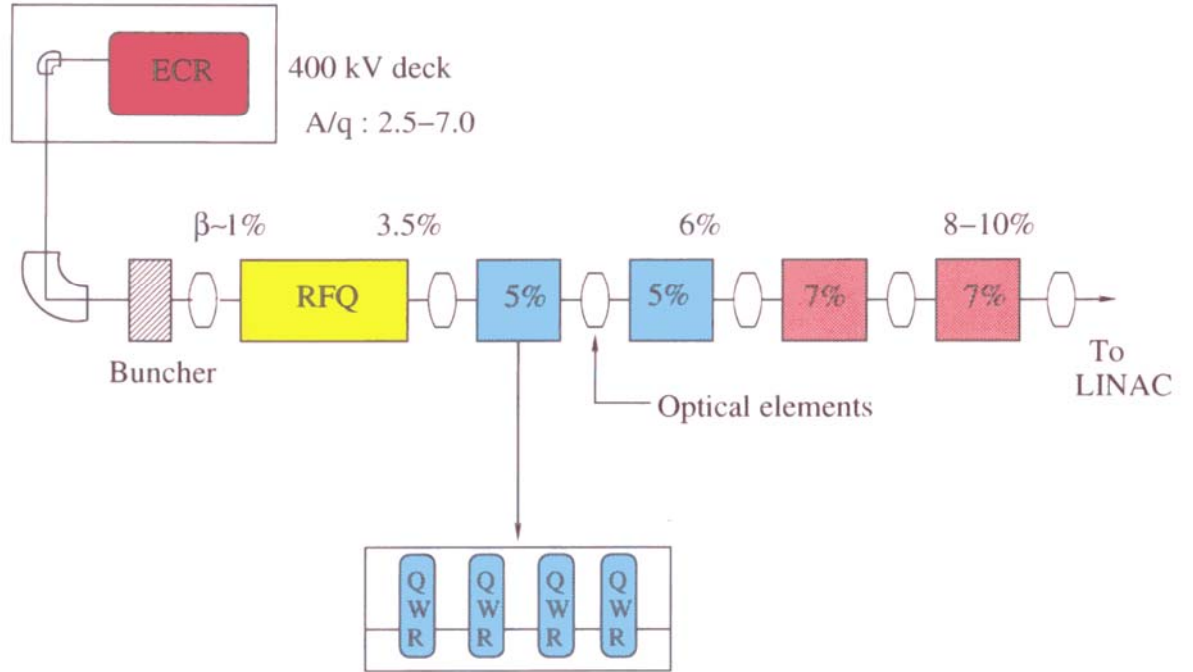 ECR
400 kV deck
A/q : 2.5–7.0
β~1%
3.5%
6%
8–10%
RFQ
5%
5%
7%
7%
Buncher
To
LINAC
Optical elements
Q
W
R
Q
W
R
Q
W
R
Q
W
R